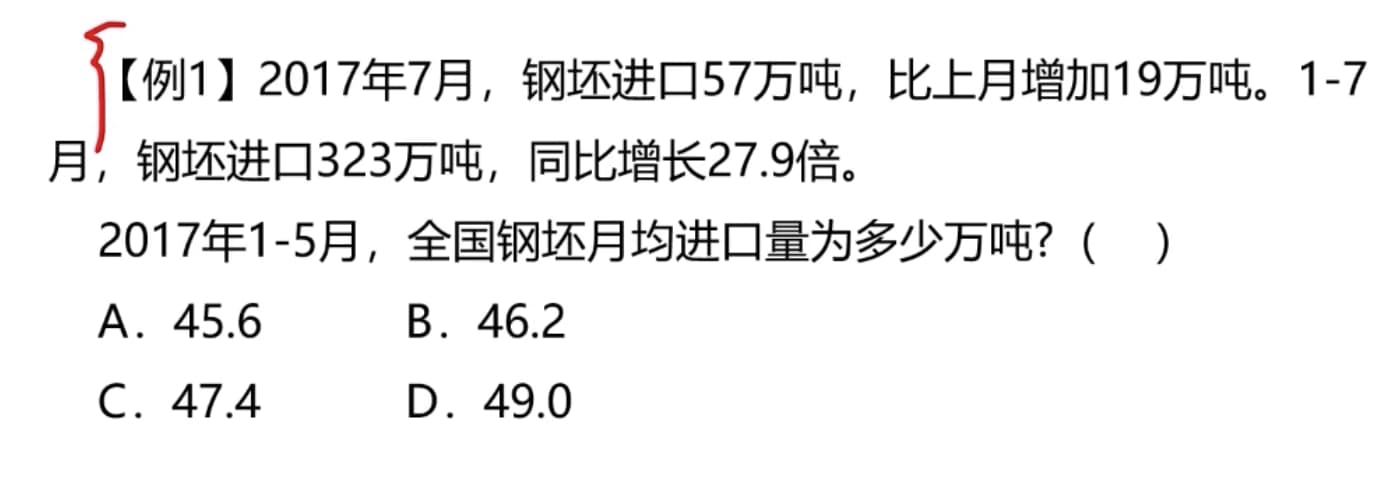 【例1】2017年7月，钢坯进口57万吨，比上月增加19万吨。1-7
月，钢坯进口323万吨，同比增长27.9倍。
2017年1-5月，全国钢坯月均进口量为多少万吨?（　）
A．45.6　　B．46.2
C．47.4　　D．49.0